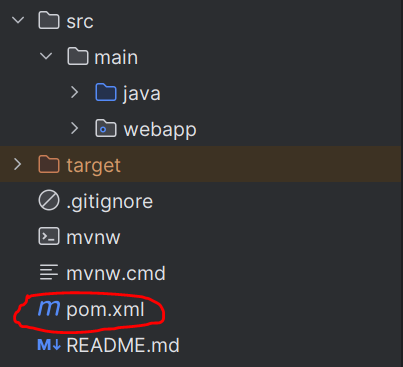 src
main
java
webapp
target
.gitignore
mvnw
mvnw.cmd
m pom.xml
M↓ README.md